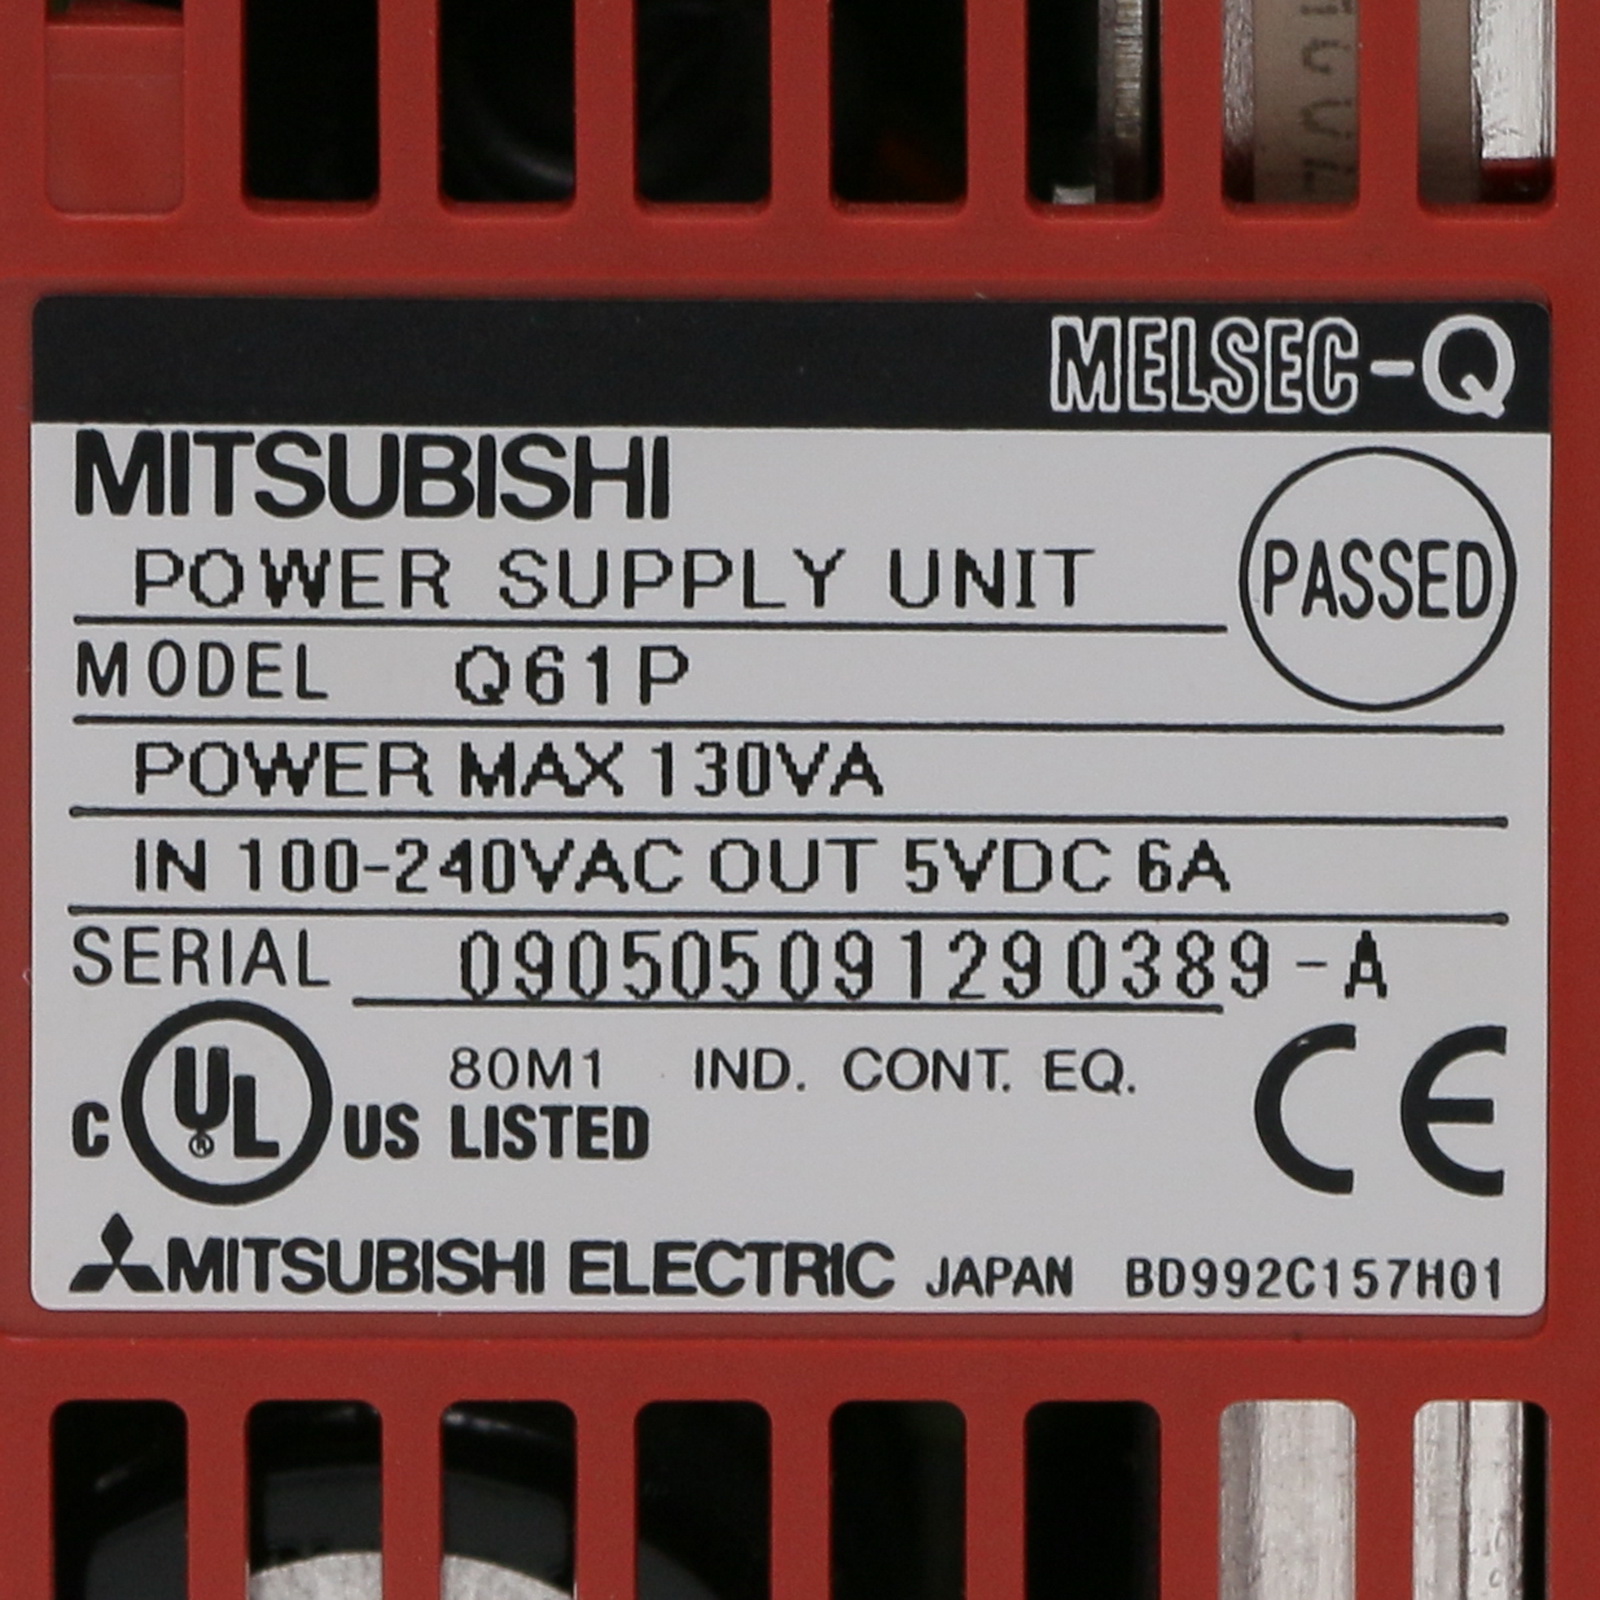 MELSEC-Q
MITSUBISHI
POWER SUPPLY UNIT
PASSED
MODEL Q61P
POWER MAX 130VA
IN 100-240VAC OUT 5VDC 6A
SERIAL 090505091290389-A
80M1 IND. CONT. EQ.
C UL® US LISTED
CE
MITSUBISHI ELECTRIC JAPAN BD992C157H01